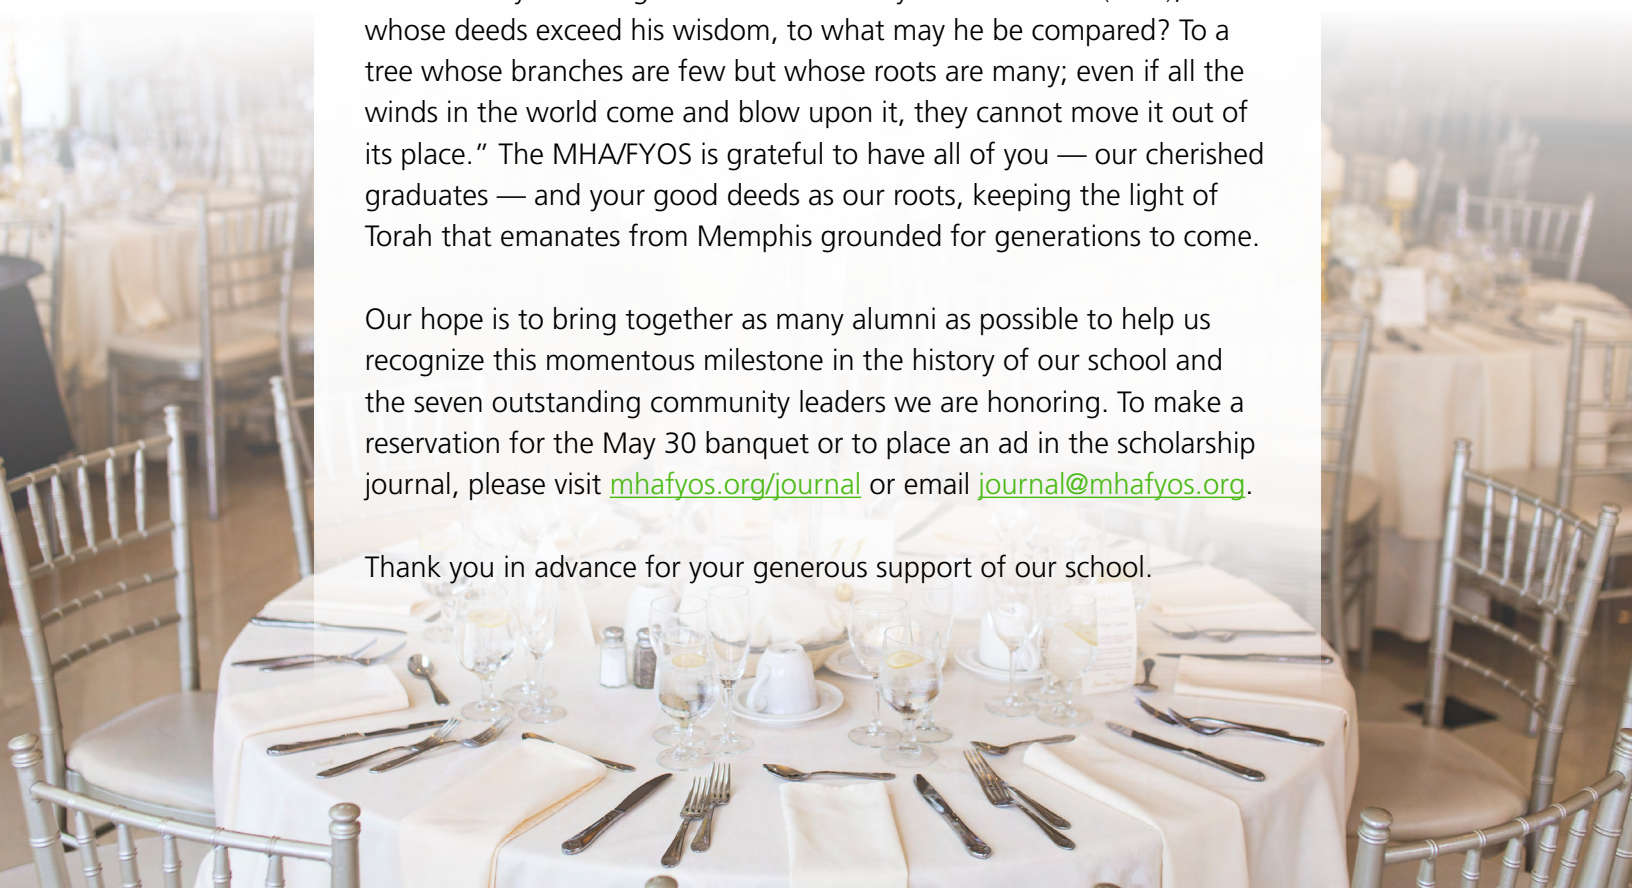 whose deeds exceed his wisdom, to what may he be compared? To a
tree whose branches are few but whose roots are many; even if all the
winds in the world come and blow upon it, they cannot move it out of
its place.” The MHA/FYOS is grateful to have all of you — our cherished
graduates — and your good deeds as our roots, keeping the light of
Torah that emanates from Memphis grounded for generations to come.
Our hope is to bring together as many alumni as possible to help us
recognize this momentous milestone in the history of our school and
the seven outstanding community leaders we are honoring. To make a
reservation for the May 30 banquet or to place an ad in the scholarship
journal, please visit mhafyos.org/journal or email journal@mhafyos.org.
11
Thank you in advance for your generous support of our school.